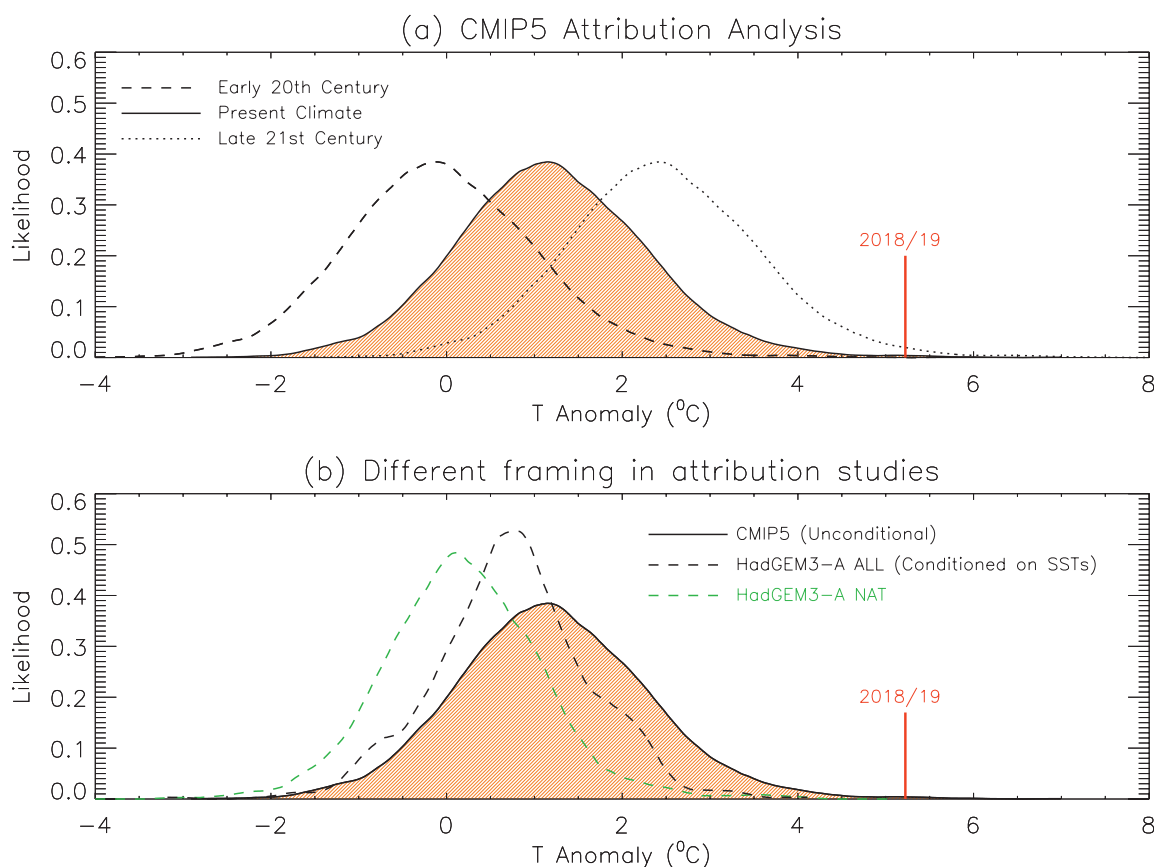 (a) CMIP5 Attribution Analysis
0.6
0.5
0.4
0.3
0.2
0.1
0.0
Likelihood
Early 20th Century
Present Climate
Late 21st Century
2018/19
−4 −2 0 2 4 6 8
T Anomaly (⁰C)
(b) Different framing in attribution studies
0.6
0.5
0.4
0.3
0.2
0.1
0.0
Likelihood
CMIP5 (Unconditional)
HadGEM3−A ALL (Conditioned on SSTs)
HadGEM3−A NAT
2018/19
−4 −2 0 2 4 6 8
T Anomaly (⁰C)